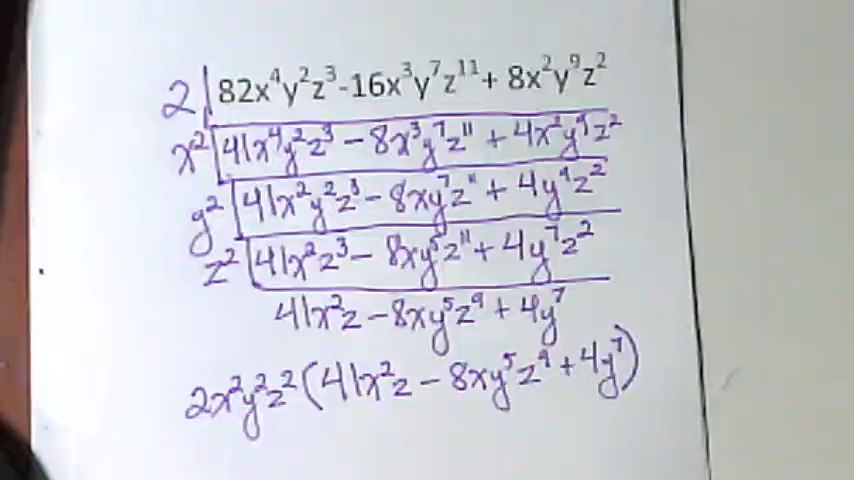 2 82x⁴y²z³-16x³y⁷z¹¹+ 8x²y⁹z²
x² 41x⁴y²z³ - 8x³y⁷z¹¹ + 4x²y⁹z²
y² 41x²y²z³ - 8xy⁷z¹¹ + 4y⁹z²
z² 41x²z³ - 8xy⁵z¹¹ + 4y⁷z²
41x²z - 8xy⁵z⁹ + 4y⁷
2x²y²z²(41x²z - 8xy⁵z⁹ + 4y⁷)